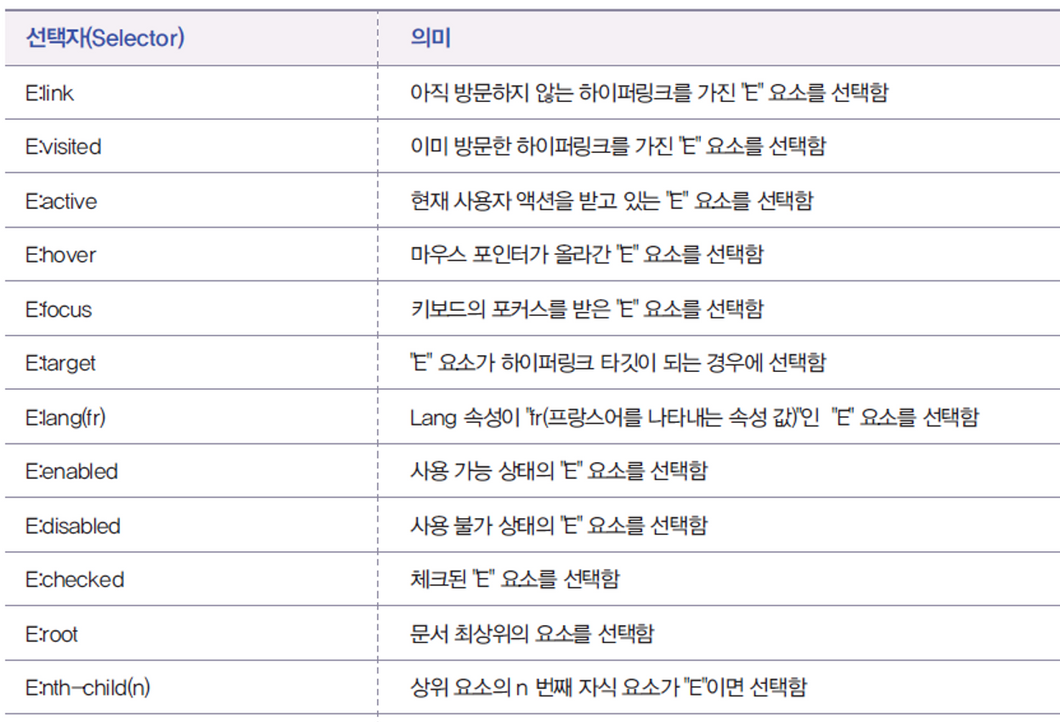 선택자(Selector) 의미
E:link 아직 방문하지 않는 하이퍼링크를 가진 "E" 요소를 선택함
E:visited 이미 방문한 하이퍼링크를 가진 "E" 요소를 선택함
E:active 현재 사용자 액션을 받고 있는 "E" 요소를 선택함
E:hover 마우스 포인터가 올라간 "E" 요소를 선택함
E:focus 키보드의 포커스를 받은 "E" 요소를 선택함
E:target "E" 요소가 하이퍼링크 타깃이 되는 경우에 선택함
E:lang(fr) Lang 속성이 "fr(프랑스어를 나타내는 속성 값)"인 "E" 요소를 선택함
E:enabled 사용 가능 상태의 "E" 요소를 선택함
E:disabled 사용 불가 상태의 "E" 요소를 선택함
E:checked 체크된 "E" 요소를 선택함
E:root 문서 최상위의 요소를 선택함
E:nth-child(n) 상위 요소의 n 번째 자식 요소가 "E"이면 선택함